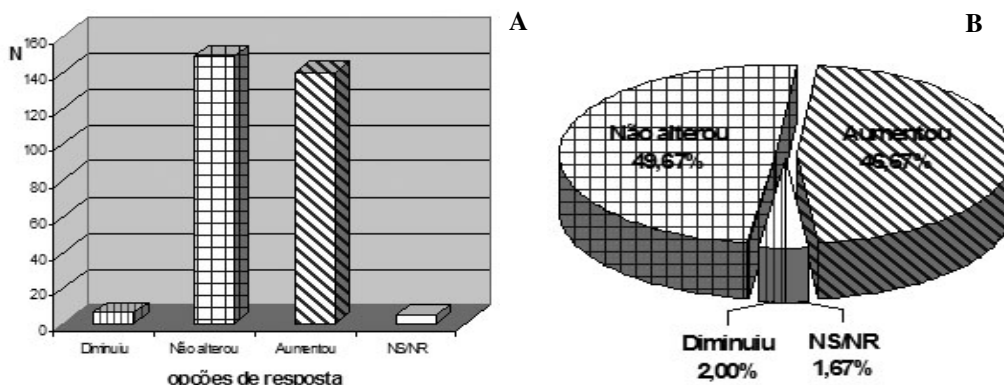 A
N
160
140
120
100
80
60
40
20
0
Diminuiu
Não alterou
Aumentou
NS/NR
opções de resposta
B
Não alterou
49,67%
Aumentou
46,67%
Diminuiu
2,00%
NS/NR
1,67%